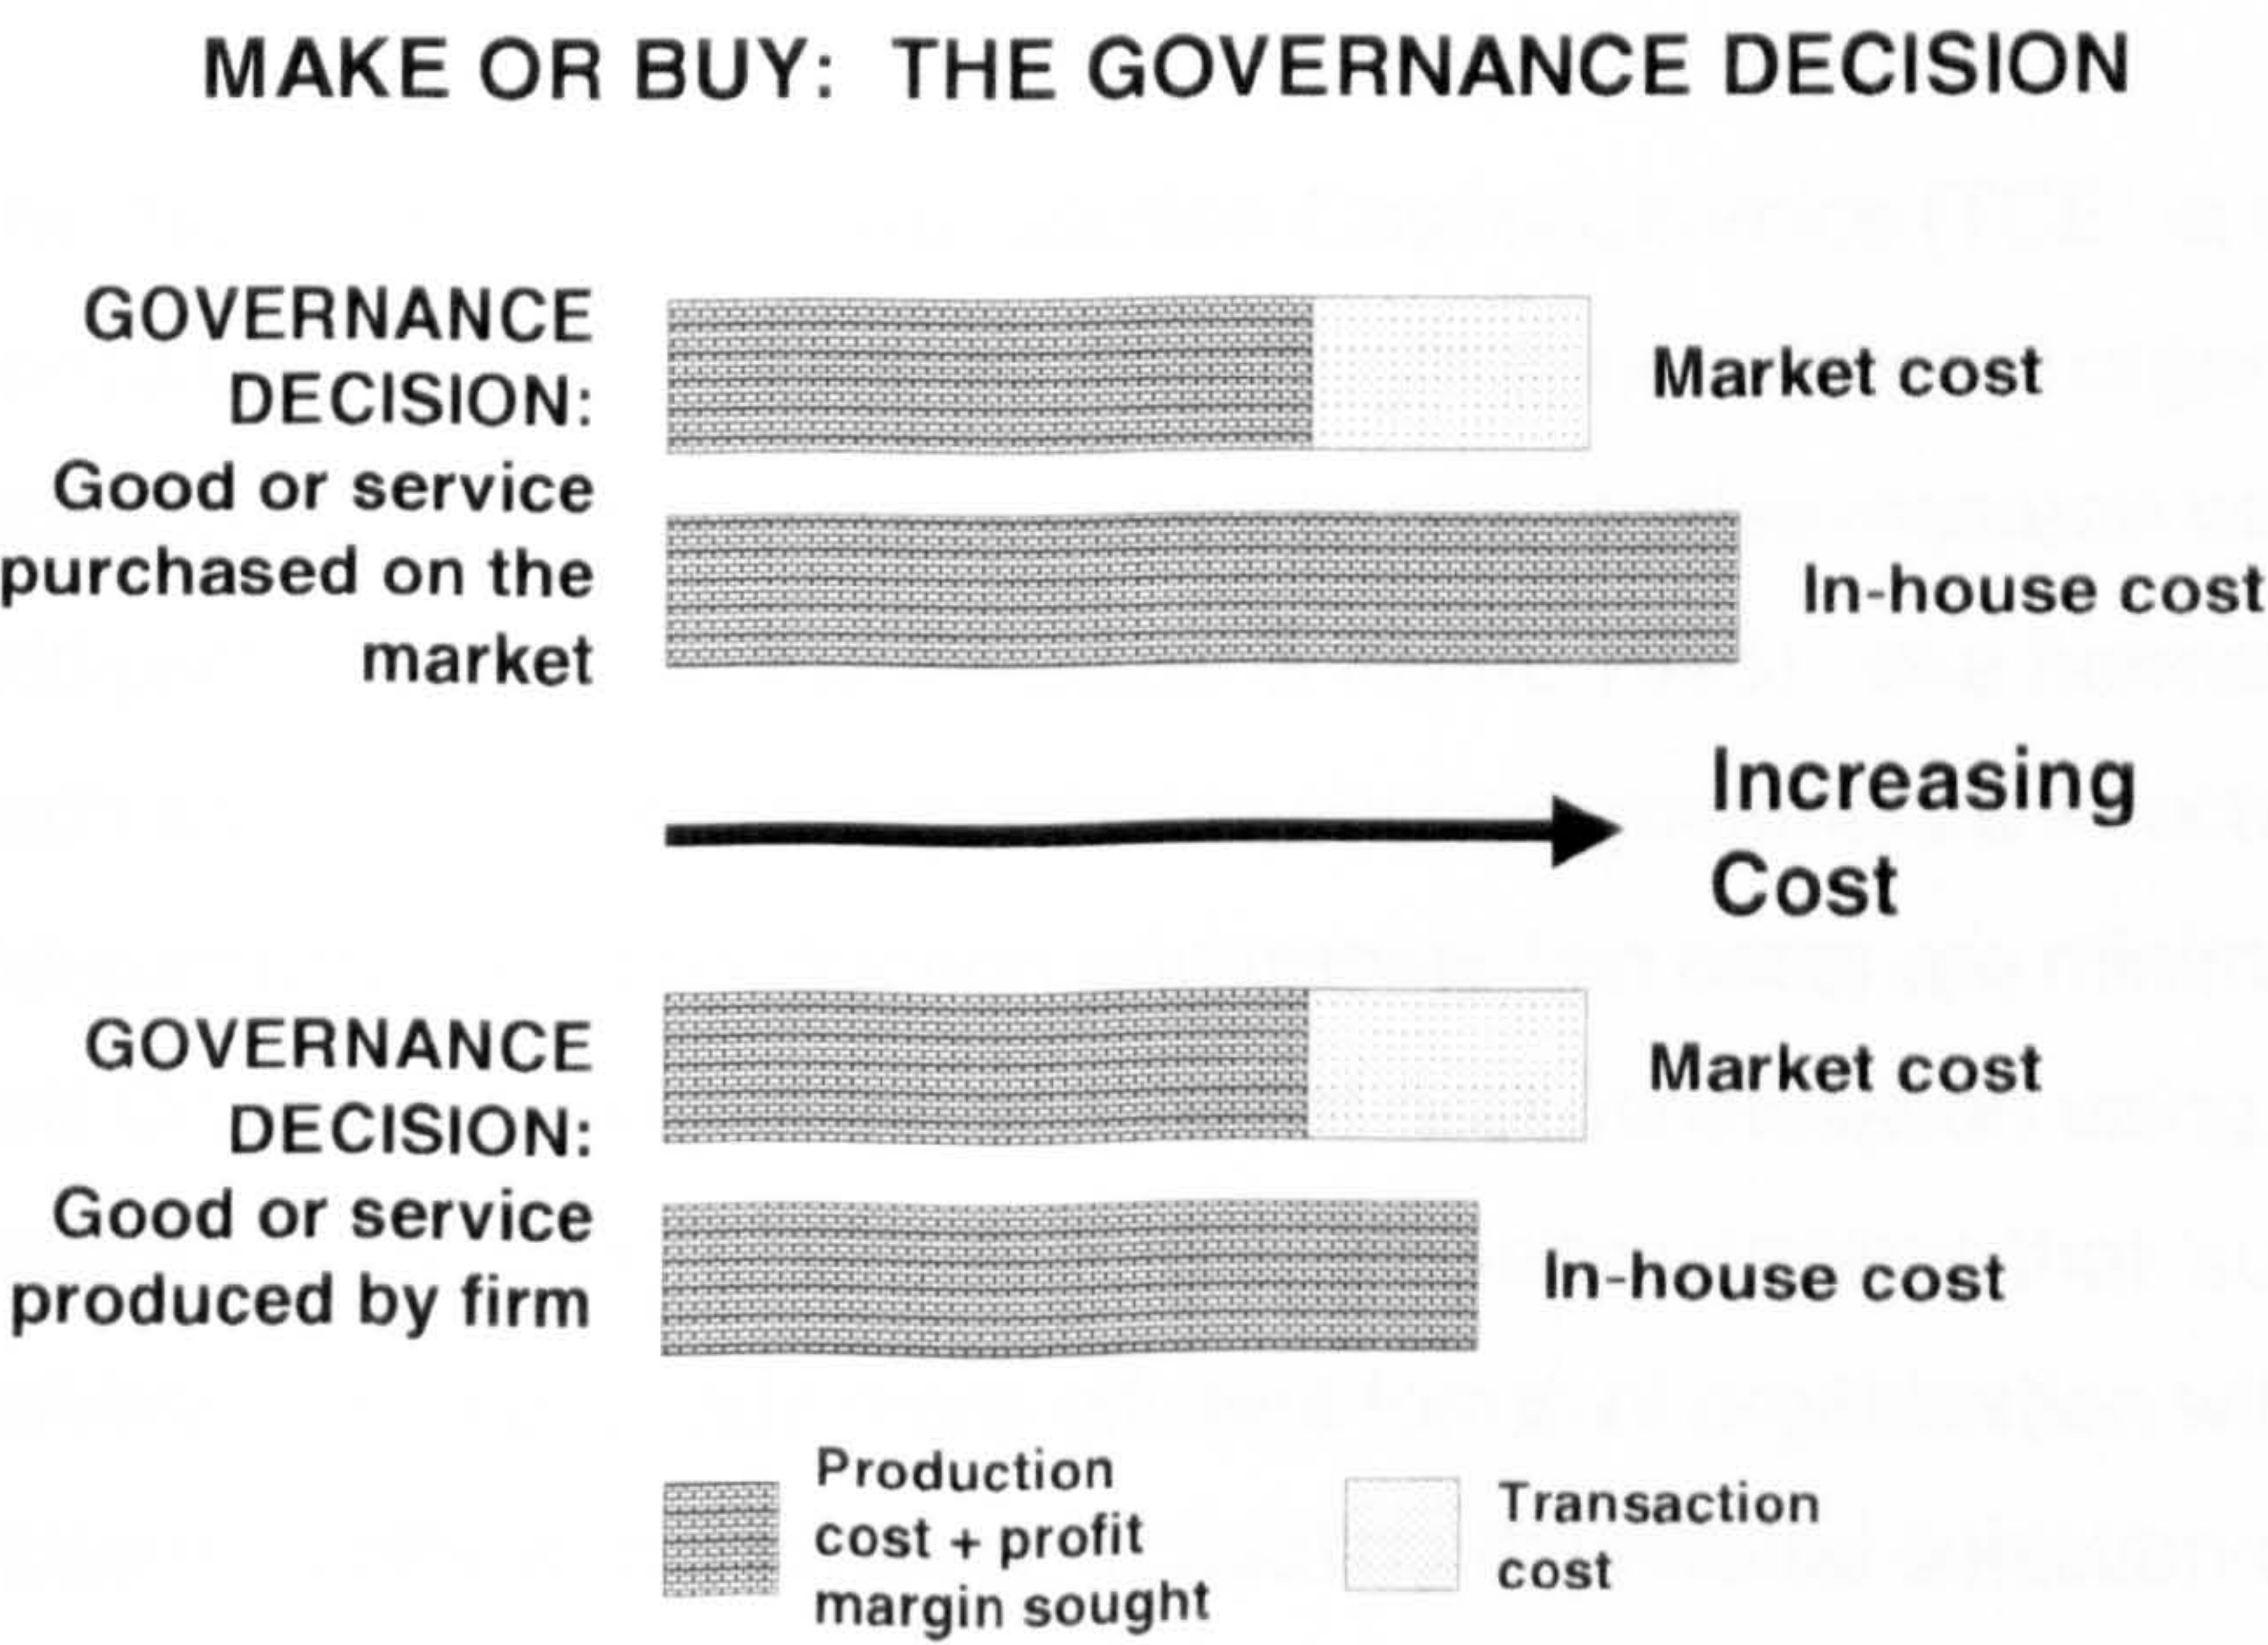 MAKE OR BUY: THE GOVERNANCE DECISION
GOVERNANCE
DECISION:
Good or service
purchased on the
market
Market cost
In-house cost
Increasing
Cost
GOVERNANCE
DECISION:
Good or service
produced by firm
Market cost
In-house cost
Production
cost + profit
margin sought
Transaction
cost